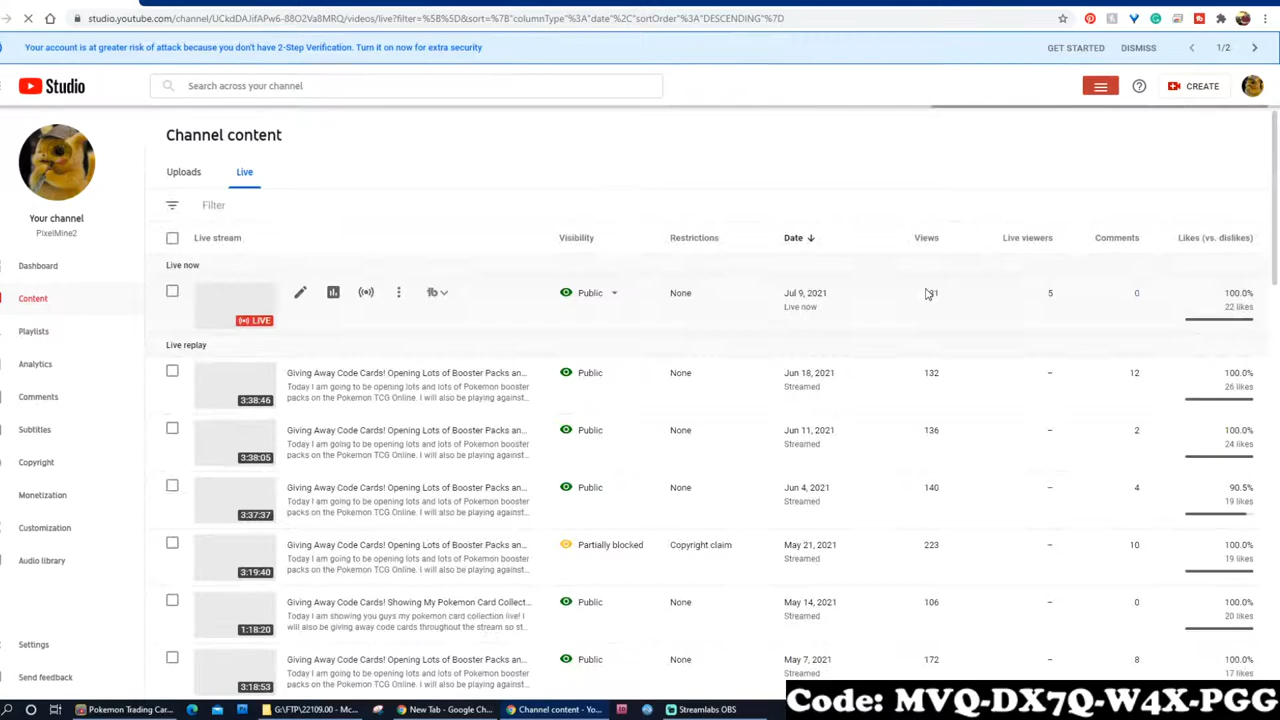 studio.youtube.com/channel/UCkdDAJifAPw6-88O2Va8MRQ/videos/live?filter=%5B%5D&sort=%7B"columnType"%3A"date"%2C"sortOrder"%3A"DESCENDING"%7D
Your account is at greater risk of attack because you don't have 2-Step Verification. Turn it on now for extra security
GET STARTED DISMISS 1/2
Studio Search across your channel CREATE
Channel content
Uploads Live
Your channel
PixelMine2
Filter
Live stream Visibility Restrictions Date Views Live viewers Comments Likes (vs. dislikes)
Dashboard
Live now
Content
Public None Jul 9, 2021 5 0 100.0%
Live now 22 likes
LIVE
Playlists
Live replay
Analytics
Giving Away Code Cards! Opening Lots of Booster Packs an... Public None Jun 18, 2021 132 – 12 100.0%
Today I am going to be opening lots and lots of Pokemon booster Streamed 26 likes
packs on the Pokemon TCG Online. I will also be playing against...
3:38:46
Comments
Subtitles
Giving Away Code Cards! Opening Lots of Booster Packs an... Public None Jun 11, 2021 136 – 2 100.0%
Today I am going to be opening lots and lots of Pokemon booster Streamed 24 likes
packs on the Pokemon TCG Online. I will also be playing against...
3:38:05
Copyright
Giving Away Code Cards! Opening Lots of Booster Packs an... Public None Jun 4, 2021 140 – 4 90.5%
Today I am going to be opening lots and lots of Pokemon booster Streamed 19 likes
packs on the Pokemon TCG Online. I will also be playing against...
3:37:37
Monetization
Customization
Giving Away Code Cards! Opening Lots of Booster Packs an... Partially blocked Copyright claim May 21, 2021 223 – 10 100.0%
Today I am going to be opening lots and lots of Pokemon booster Streamed 19 likes
packs on the Pokemon TCG Online. I will also be playing against...
3:19:40
Audio library
Giving Away Code Cards! Showing My Pokemon Card Collect... Public None May 14, 2021 106 – 0 100.0%
Today I am showing you guys my pokemon card collection live! I Streamed 20 likes
will also be giving away code cards throughout the stream so st...
1:18:20
Settings
Giving Away Code Cards! Opening Lots of Booster Packs an... Public None May 7, 2021 172 – 8 100.0%
Today I am going to be opening lots and lots of Pokemon booster Streamed 17 likes
packs on the Pokemon TCG Online. I will also be playing against...
3:18:53
Send feedback
Code: MVQ-DX7Q-W4X-PGG
Pokemon Trading Car... G:\FTP\22109.00 - Mc... New Tab - Google Ch... Channel content - Yo... Streamlabs OBS